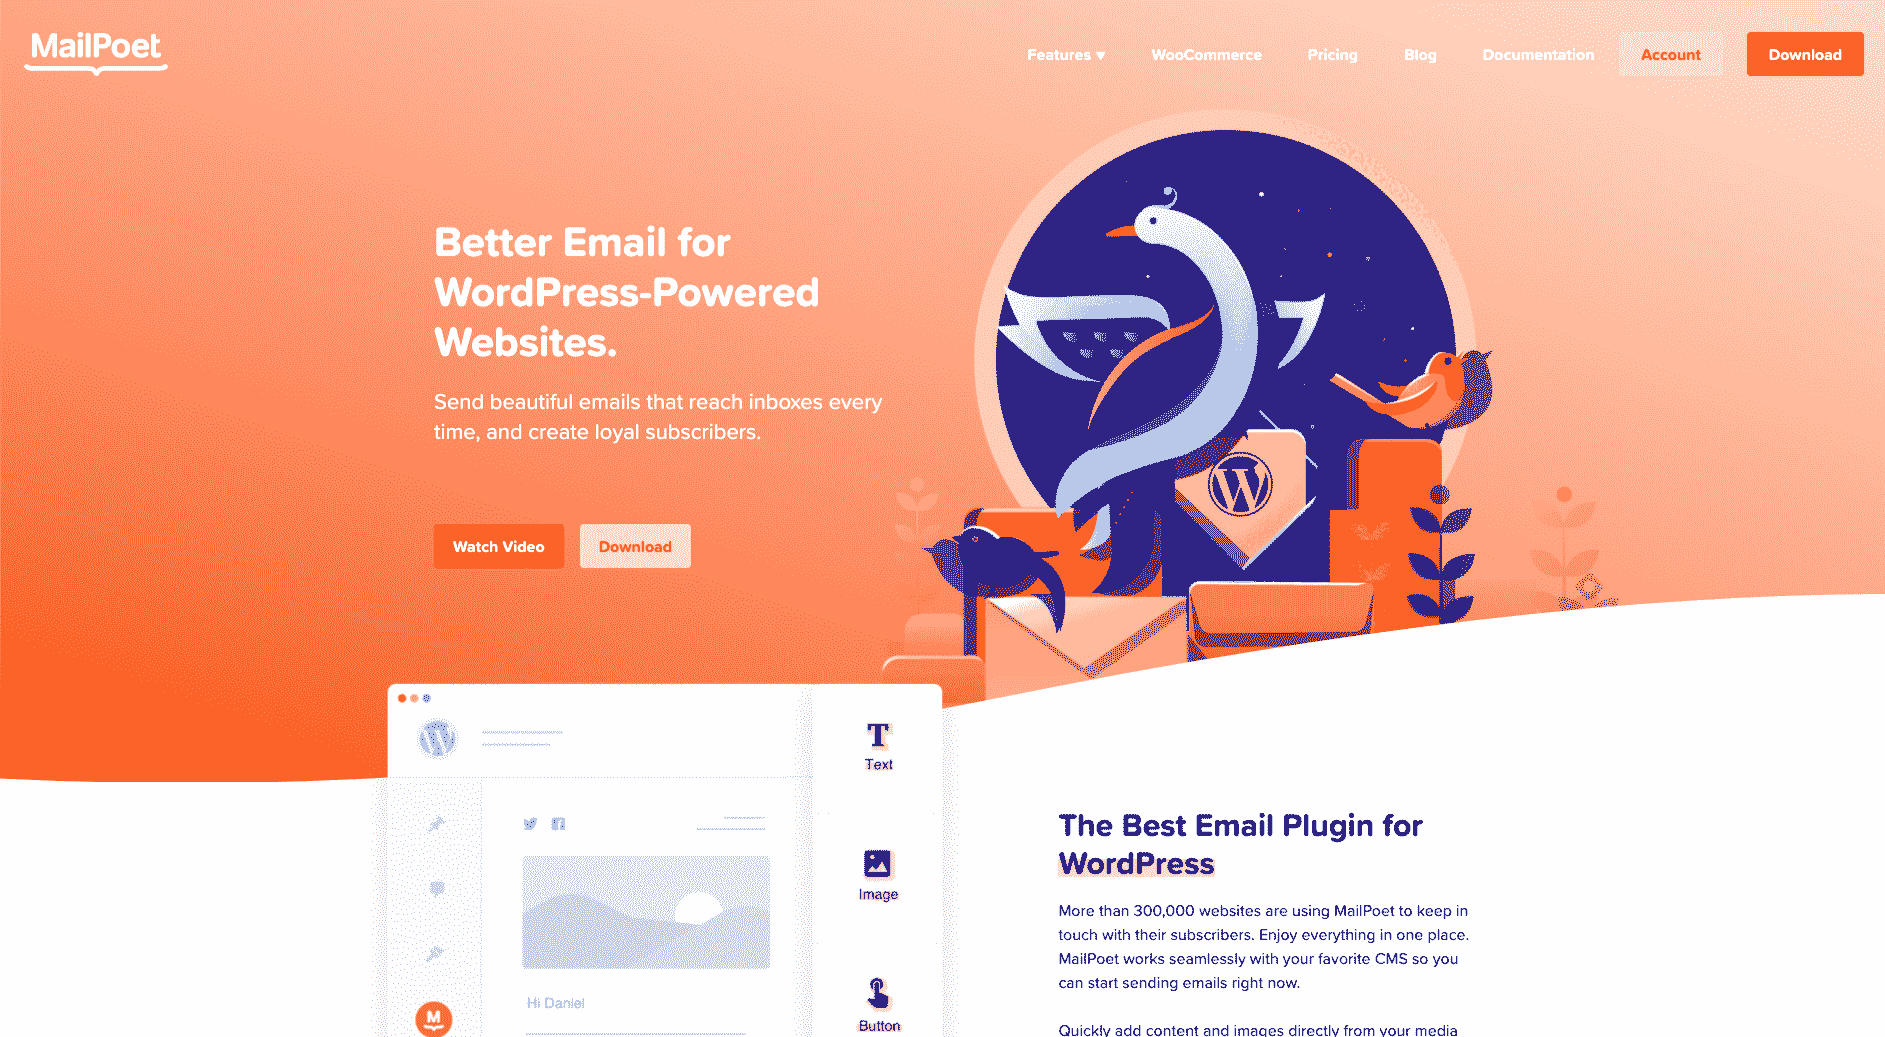 MailPoet
Features ▾
WooCommerce
Pricing
Blog
Documentation
Account
Download
Better Email for
WordPress-Powered
Websites.
Send beautiful emails that reach inboxes every
time, and create loyal subscribers.
Watch Video
Download
Text
Image
Hi Daniel
Button
The Best Email Plugin for
WordPress
More than 300,000 websites are using MailPoet to keep in
touch with their subscribers. Enjoy everything in one place.
MailPoet works seamlessly with your favorite CMS so you
can start sending emails right now.
Quickly add content and images directly from your media